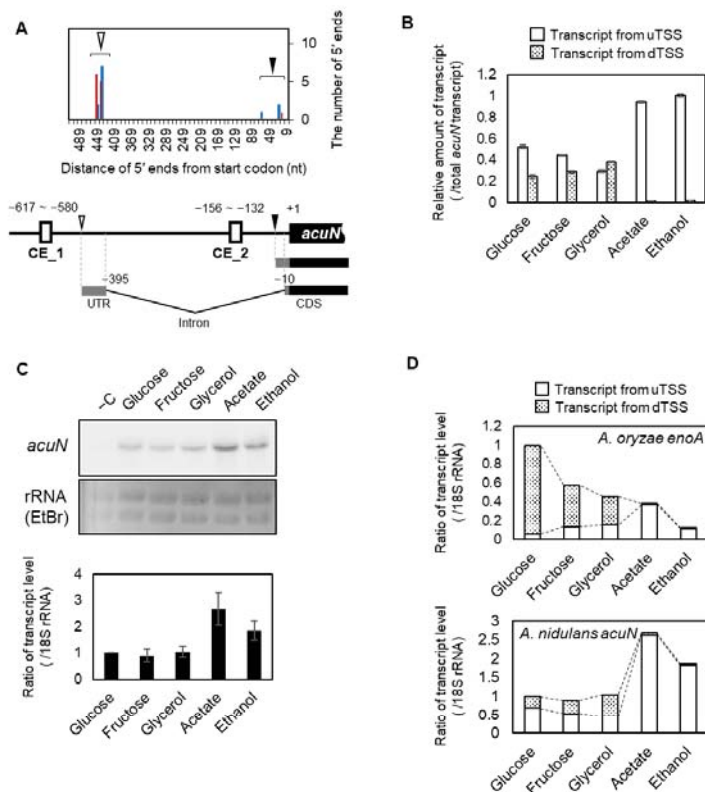 A
10
5
0
The number of 5′ ends
489
449
409
369
329
289
249
209
169
129
89
49
9
Distance of 5′ ends from start codon (nt)
−617 ~ −580
−156 ~ −132
+1
acuN
CE_1
CE_2
−395
−10
UTR
CDS
Intron
B
Transcript from uTSS
Transcript from dTSS
Relative amount of transcript
( /total acuN transcript)
1.2
1
0.8
0.6
0.4
0.2
0
Glucose
Fructose
Glycerol
Acetate
Ethanol
C
−C
Glucose
Fructose
Glycerol
Acetate
Ethanol
acuN
rRNA
(EtBr)
Ratio of transcript level
( /18S rRNA)
4
3
2
1
0
Glucose
Fructose
Glycerol
Acetate
Ethanol
D
Transcript from uTSS
Transcript from dTSS
A. oryzae enoA
Ratio of transcript level
( /18S rRNA)
1.2
1
0.8
0.6
0.4
0.2
0
Glucose
Fructose
Glycerol
Acetate
Ethanol
A. nidulans acuN
Ratio of transcript level
( /18S rRNA)
3
2.5
2
1.5
1
0.5
0
Glucose
Fructose
Glycerol
Acetate
Ethanol